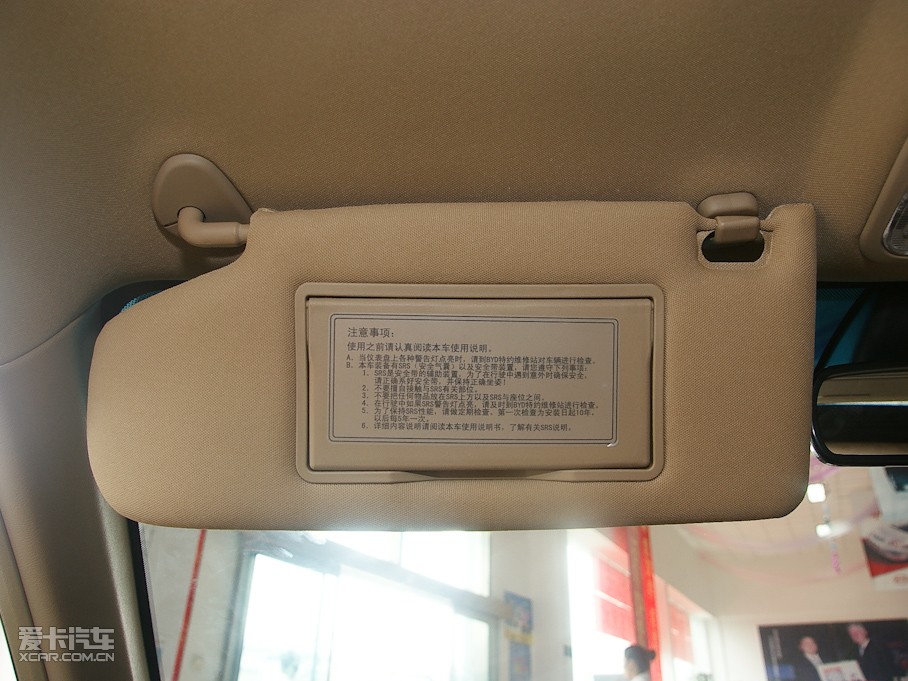 注意事项:
使用之前请认真阅读本车使用说明。
A、当仪表盘上各种警告灯点亮时，请到BYD特约维修站对车辆进行检查。
B、本车装备有SRS（安全气囊）以及安全带装置，请您遵守下列事项:
1、SRS是安全带的辅助装置，为了在行驶中遇到意外时确保安全，
请正确系好安全带，并保持正确坐姿！
2、不要擅自接触与SRS有关部位。
3、不要把任何物品放在SRS上方以及SRS与座位之间。
4、在行驶中如果SRS警告灯点亮，请及时到BYD特约维修站进行检查。
5、为了保持SRS性能，请做定期检查。第一次检查为安装日起10年，
以后每5年一次。
6、详细内容说明请阅读本车使用说明书，了解有关SRS说明。
爱卡汽车
XCAR.COM.CN